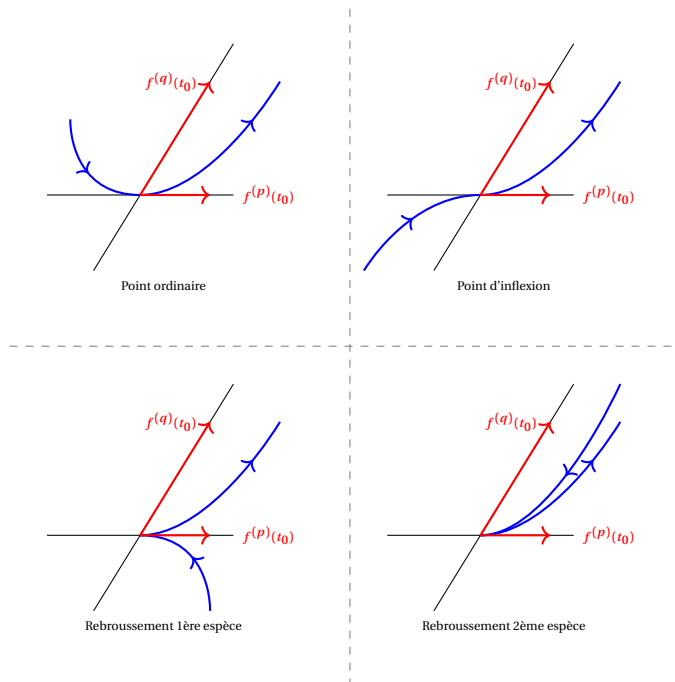 f^{(q)}(t_0)
f^{(p)}(t_0)
Point ordinaire
f^{(q)}(t_0)
f^{(p)}(t_0)
Point d'inflexion
f^{(q)}(t_0)
f^{(p)}(t_0)
Rebroussement 1ère espèce
f^{(q)}(t_0)
f^{(p)}(t_0)
Rebroussement 2ème espèce